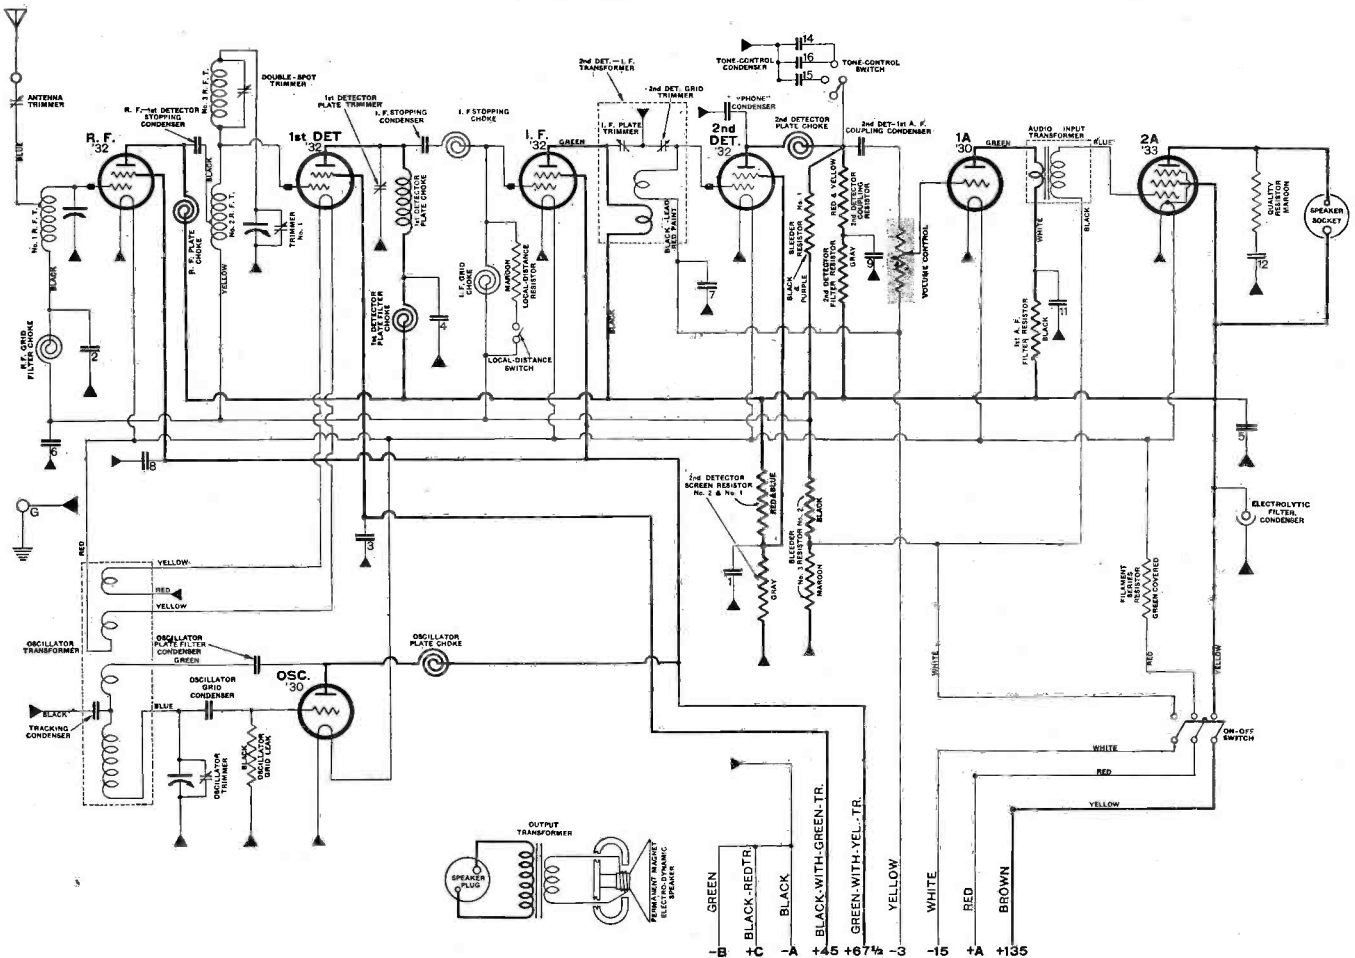 ANTENNA
TRIMMER
BLUE
No. 1 R. F. T.
BLACK
R.F. GRID
FILTER CHOKE
2
6
R. F.
'32
R. F.—1st DETECTOR
STOPPING
CONDENSER
No. 3 R. F. T.
DOUBLE-SPOT
TRIMMER
BLACK
R. F. PLATE
CHOKE
No. 2 R. F. T.
YELLOW
TRIMMER
No. 1
1st DET
'32
1st DETECTOR
PLATE TRIMMER
I. F. STOPPING
CONDENSER
I. F. STOPPING
CHOKE
1st DETECTOR
PLATE CHOKE
1st DETECTOR
PLATE FILTER
CHOKE
4
I. F. GRID
CHOKE
MAROON
LOCAL-DISTANCE
RESISTOR
LOCAL-DISTANCE
SWITCH
I. F.
'32
GREEN
2nd DET.—I. F.
TRANSFORMER
2nd DET. GRID
TRIMMER
I. F. PLATE
TRIMMER
BLACK-LEAD
RED PAINT
BLACK
7
"PHONE"
CONDENSER
2nd
DET.
'32
TONE-CONTROL
CONDENSER
14
16
15
TONE-CONTROL
SWITCH
2nd DETECTOR
PLATE CHOKE
2nd DET-1st A. F.
COUPLING CONDENSER
BLEEDER
RESISTOR No. 1
BLACK
&
PURPLE
RED & YELLOW
2nd DETECTOR
COUPLING
RESISTOR
2nd DETECTOR
FILTER RESISTOR
GRAY
9
VOLUME CONTROL
1A
'30
GREEN
AUDIO INPUT
TRANSFORMER
BLUE
WHITE
BLACK
1st A. F.
FILTER RESISTOR
BLACK
11
2A
'33
QUALITY
RESISTOR
MAROON
12
SPEAKER
SOCKET
5
8
G
3
2nd DETECTOR
SCREEN RESISTOR
No. 2 & No. 1
RED & BLUE
GRAY
1
BLEEDER
No. 3 RESISTOR No. 2
BLACK
MAROON
ELECTROLYTIC
FILTER
CONDENSER
FILAMENT
SERIES
RESISTOR
GREEN COVERED
RED
YELLOW
WHITE
RED
YELLOW
RED
YELLOW
OSCILLATOR
TRANSFORMER
OSCILLATOR
PLATE FILTER
CONDENSER
GREEN
OSCILLATOR
GRID
CONDENSER
BLUE
BLACK
TRACKING
CONDENSER
OSCILLATOR
TRIMMER
BLACK
OSCILLATOR
GRID LEAK
OSC.
'30
OSCILLATOR
PLATE CHOKE
ON-OFF
SWITCH
WHITE
RED
YELLOW
OUTPUT
TRANSFORMER
SPEAKER
PLUG
PERMANENT MAGNET
ELECTRO-DYNAMIC
SPEAKER
GREEN
BLACK-REDTR.
BLACK
BLACK-WITH-GREEN-TR.
GREEN-WITH-YEL.-TR.
YELLOW
WHITE
RED
BROWN
-B +C -A +45 +67½ -3 -15 +A +135